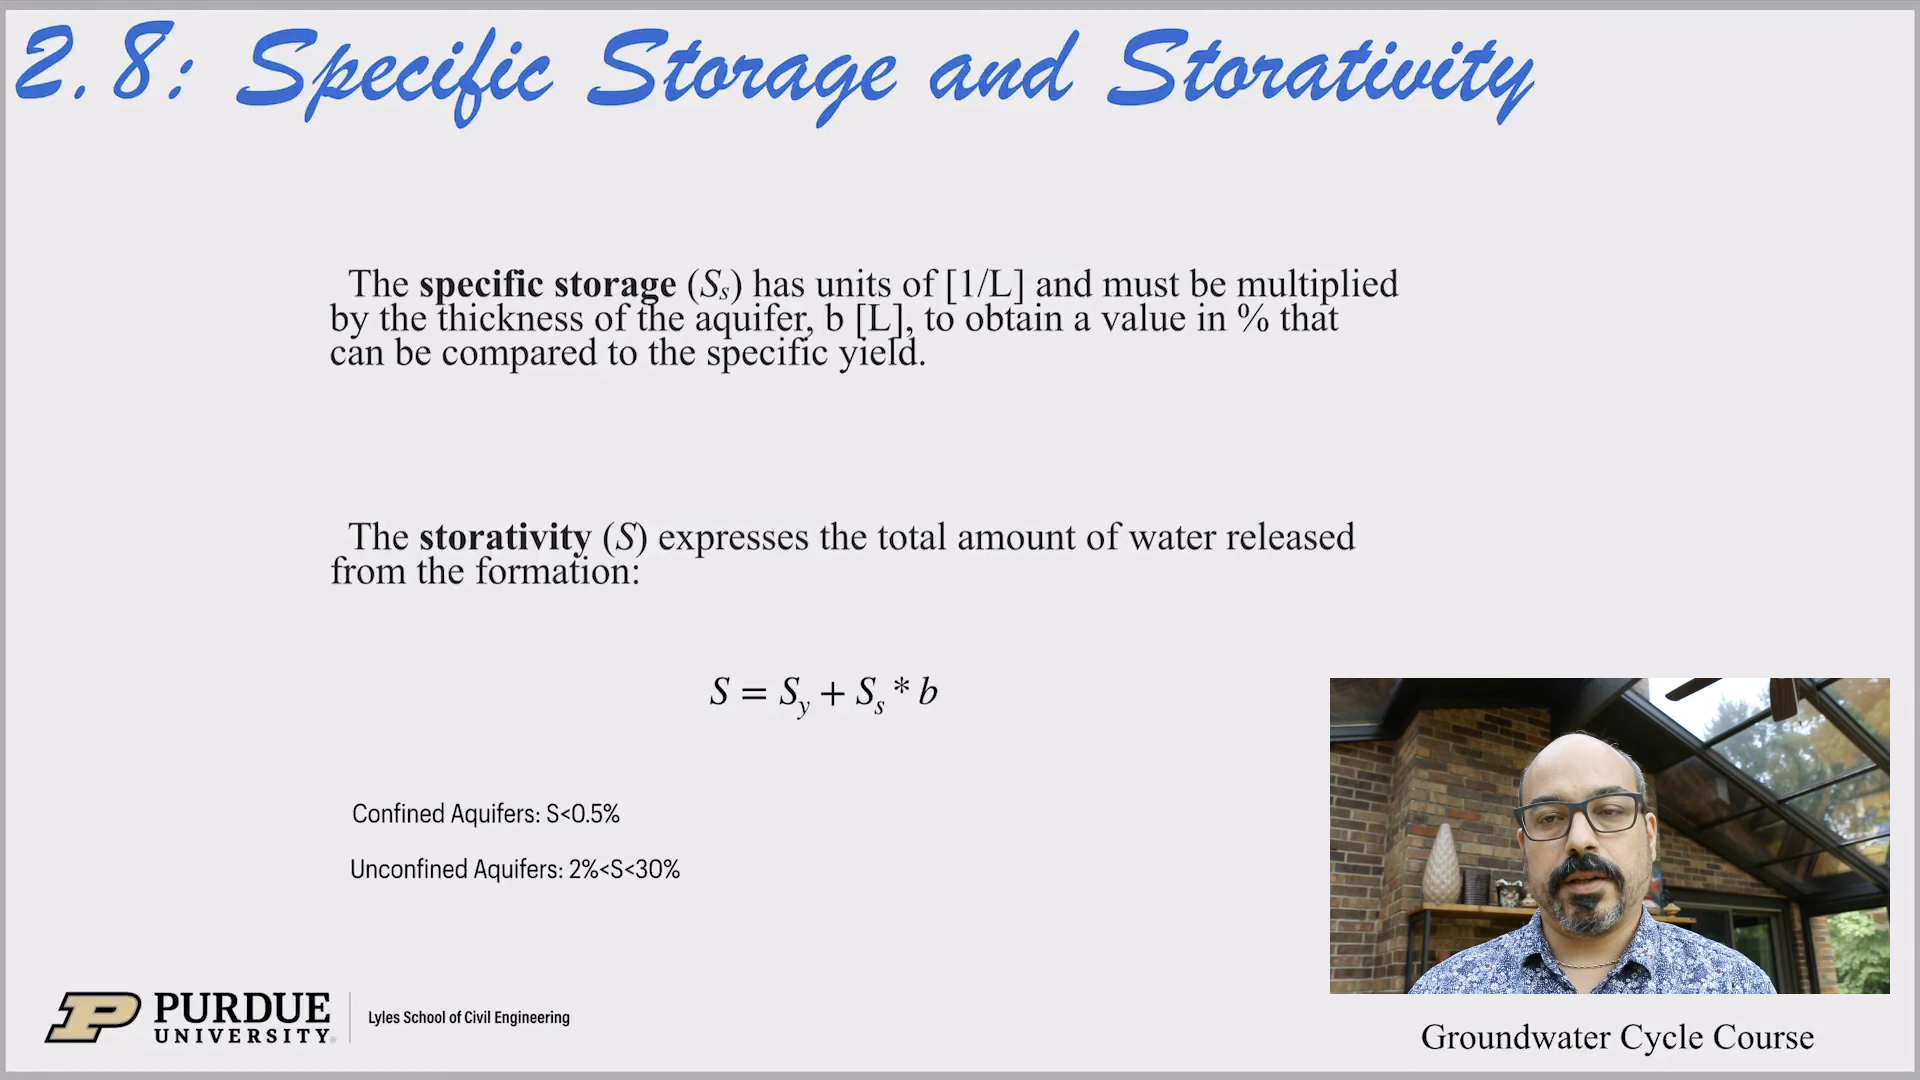 2.8: Specific Storage and Storativity
The specific storage (Sₛ) has units of [1/L] and must be multiplied
by the thickness of the aquifer, b [L], to obtain a value in % that
can be compared to the specific yield.
The storativity (S) expresses the total amount of water released
from the formation:
S = S_y + S_s * b
Confined Aquifers: S<0.5%
Unconfined Aquifers: 2%<S<30%
PURDUE
UNIVERSITY
Lyles School of Civil Engineering
Groundwater Cycle Course